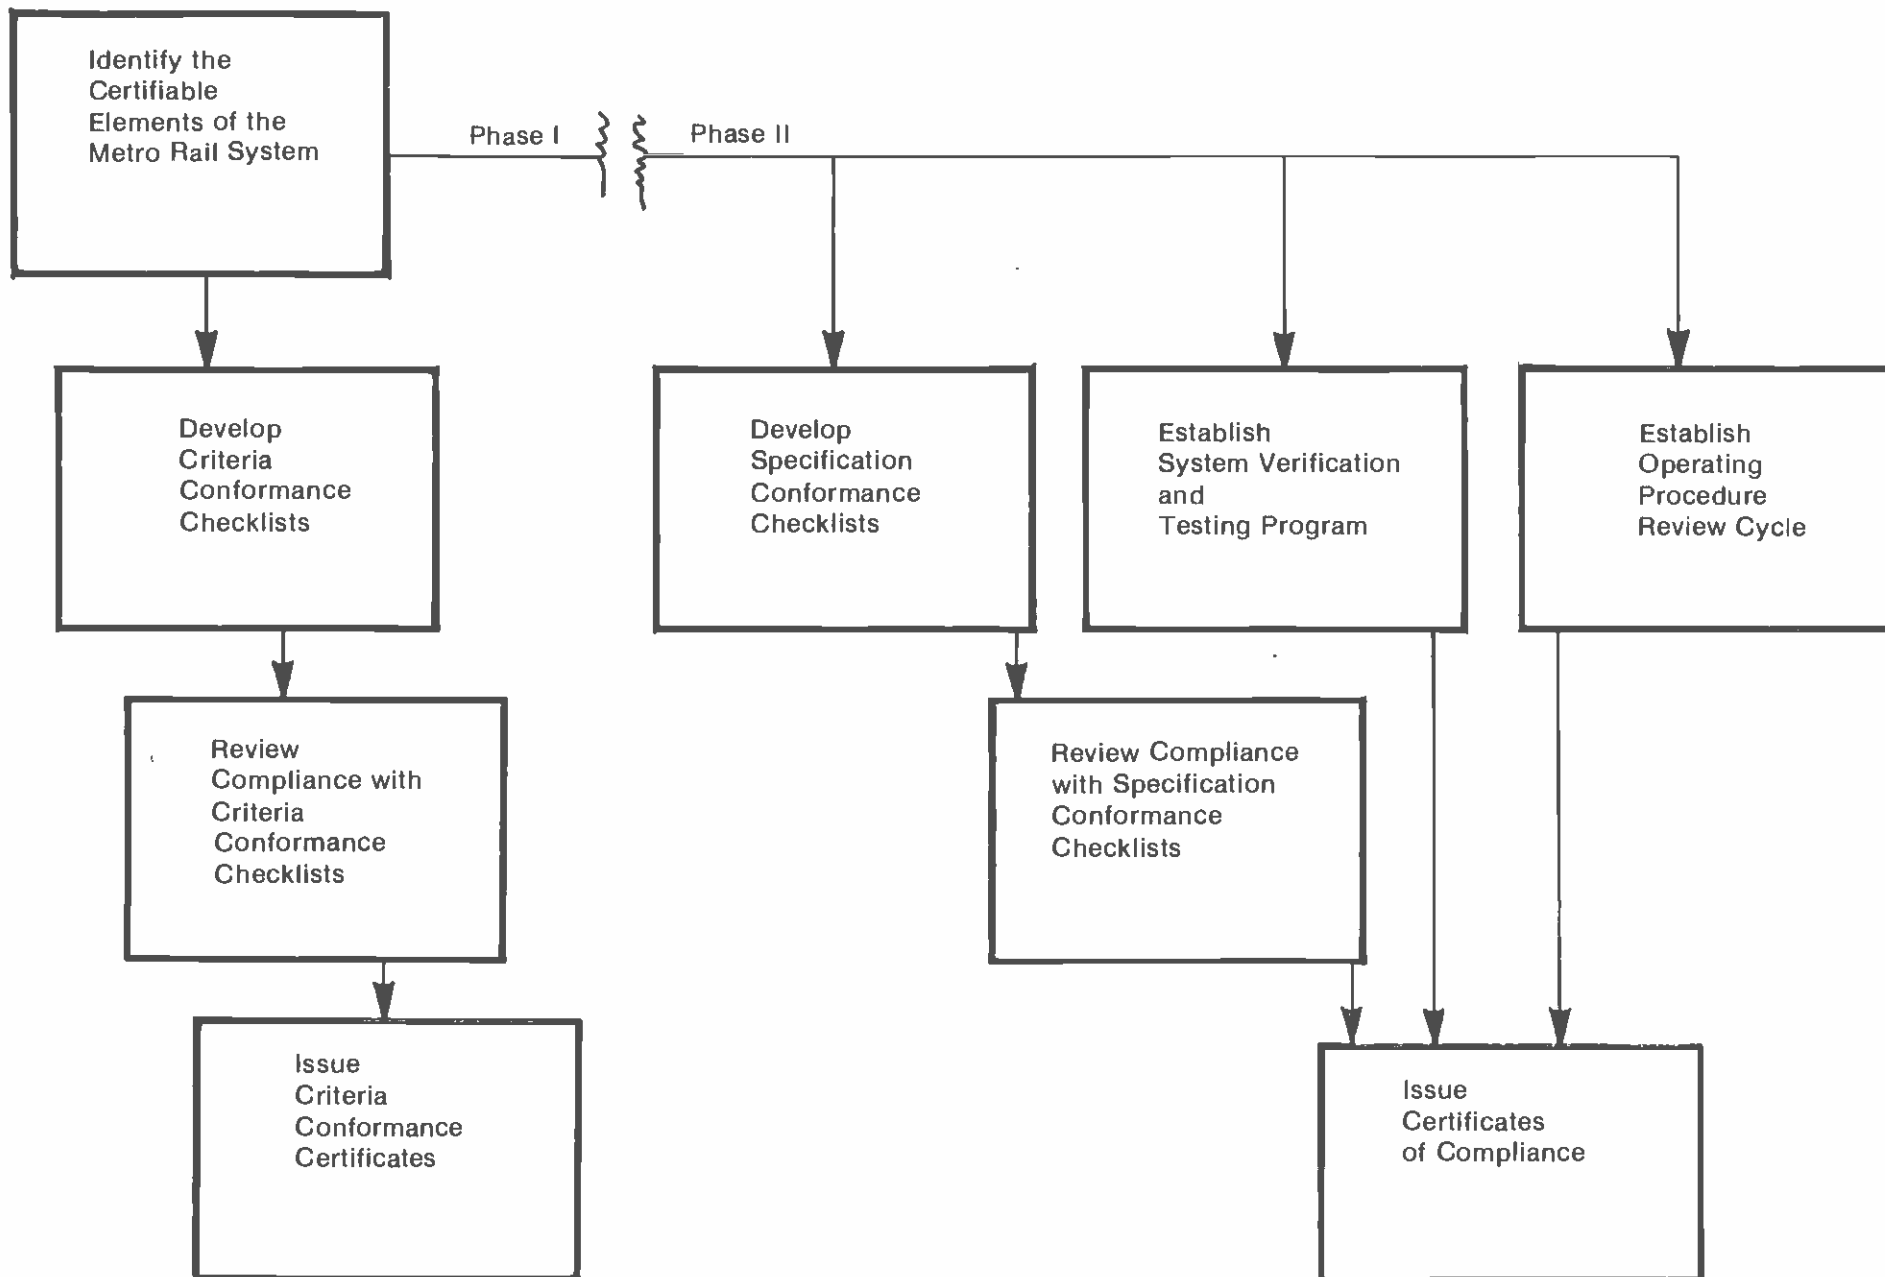 Identify the
Certifiable
Elements of the
Metro Rail System
Phase I
Phase II
Develop
Criteria
Conformance
Checklists
Develop
Specification
Conformance
Checklists
Establish
System Verification
and
Testing Program
Establish
Operating
Procedure
Review Cycle
Review
Compliance with
Criteria
Conformance
Checklists
Review Compliance
with Specification
Conformance
Checklists
Issue
Criteria
Conformance
Certificates
Issue
Certificates
of Compliance